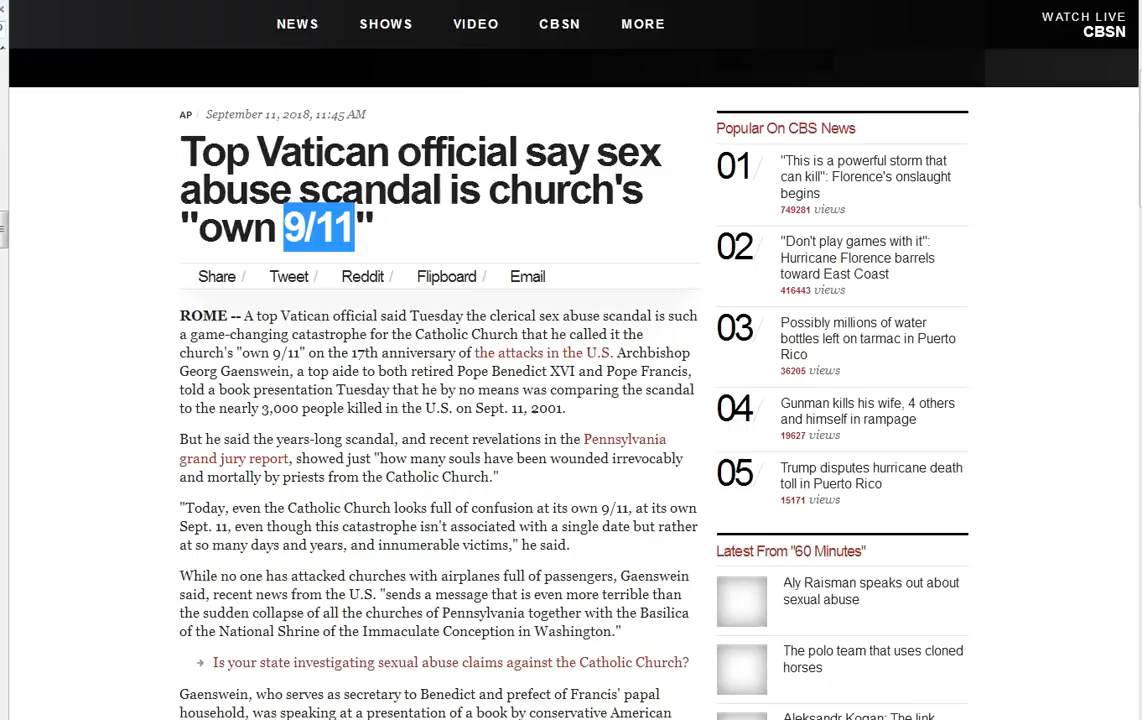 NEWS SHOWS VIDEO CBSN MORE
WATCH LIVE
CBSN
AP September 11, 2018, 11:45 AM
Top Vatican official say sex
abuse scandal is church's
"own 9/11"
Share / Tweet / Reddit / Flipboard / Email
ROME -- A top Vatican official said Tuesday the clerical sex abuse scandal is such
a game-changing catastrophe for the Catholic Church that he called it the
church's "own 9/11" on the 17th anniversary of the attacks in the U.S. Archbishop
Georg Gaenswein, a top aide to both retired Pope Benedict XVI and Pope Francis,
told a book presentation Tuesday that he by no means was comparing the scandal
to the nearly 3,000 people killed in the U.S. on Sept. 11, 2001.
But he said the years-long scandal, and recent revelations in the Pennsylvania
grand jury report, showed just "how many souls have been wounded irrevocably
and mortally by priests from the Catholic Church."
"Today, even the Catholic Church looks full of confusion at its own 9/11, at its own
Sept. 11, even though this catastrophe isn't associated with a single date but rather
at so many days and years, and innumerable victims," he said.
While no one has attacked churches with airplanes full of passengers, Gaenswein
said, recent news from the U.S. "sends a message that is even more terrible than
the sudden collapse of all the churches of Pennsylvania together with the Basilica
of the National Shrine of the Immaculate Conception in Washington."
Is your state investigating sexual abuse claims against the Catholic Church?
Gaenswein, who serves as secretary to Benedict and prefect of Francis' papal
household, was speaking at a presentation of a book by conservative American
Popular On CBS News
01 / "This is a powerful storm that
can kill": Florence's onslaught
begins
749281 views
02 / "Don't play games with it":
Hurricane Florence barrels
toward East Coast
416443 views
03 / Possibly millions of water
bottles left on tarmac in Puerto
Rico
36205 views
04 / Gunman kills his wife, 4 others
and himself in rampage
19627 views
05 / Trump disputes hurricane death
toll in Puerto Rico
15171 views
Latest From "60 Minutes"
Aly Raisman speaks out about
sexual abuse
The polo team that uses cloned
horses
Aleksandr Kogan: The link